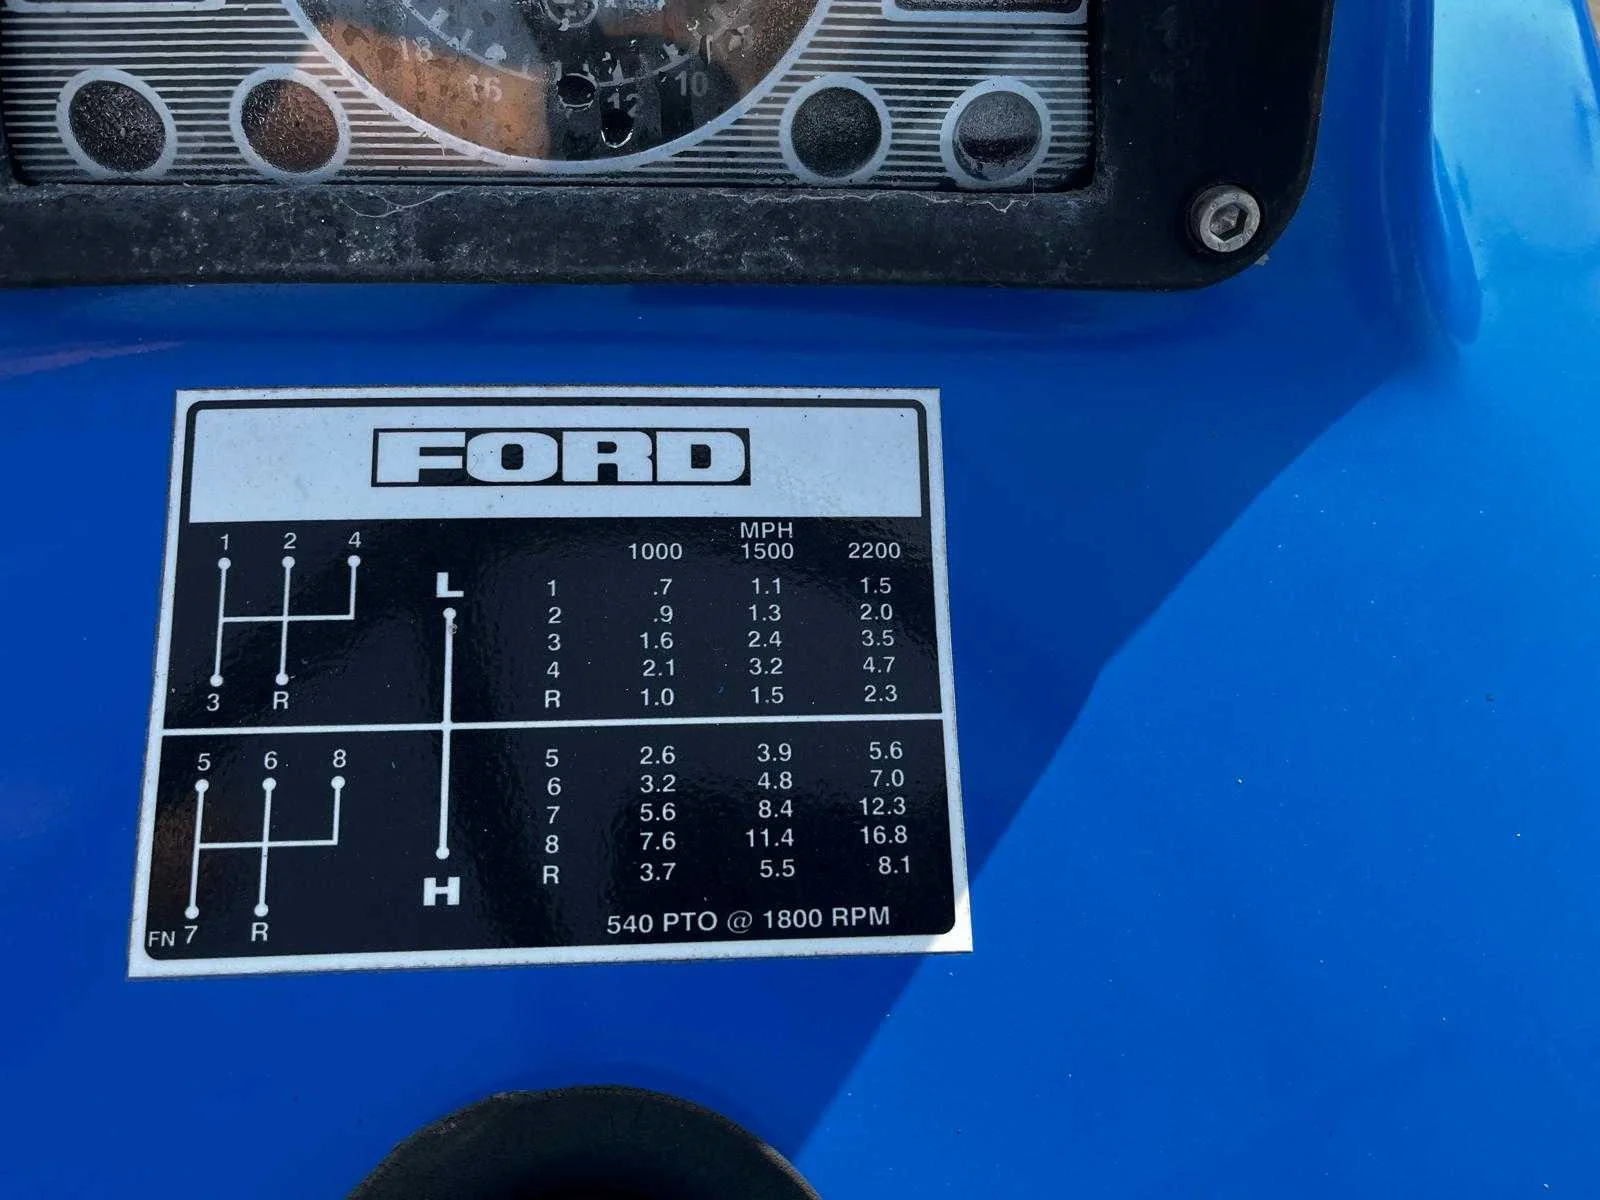 18 16 12 10
FORD
MPH
1 2 4 1000 1500 2200
L
1 .7 1.1 1.5
2 .9 1.3 2.0
3 1.6 2.4 3.5
4 2.1 3.2 4.7
3 R R 1.0 1.5 2.3
5 6 8 5 2.6 3.9 5.6
6 3.2 4.8 7.0
7 5.6 8.4 12.3
8 7.6 11.4 16.8
H R 3.7 5.5 8.1
FN 7 R 540 PTO @ 1800 RPM